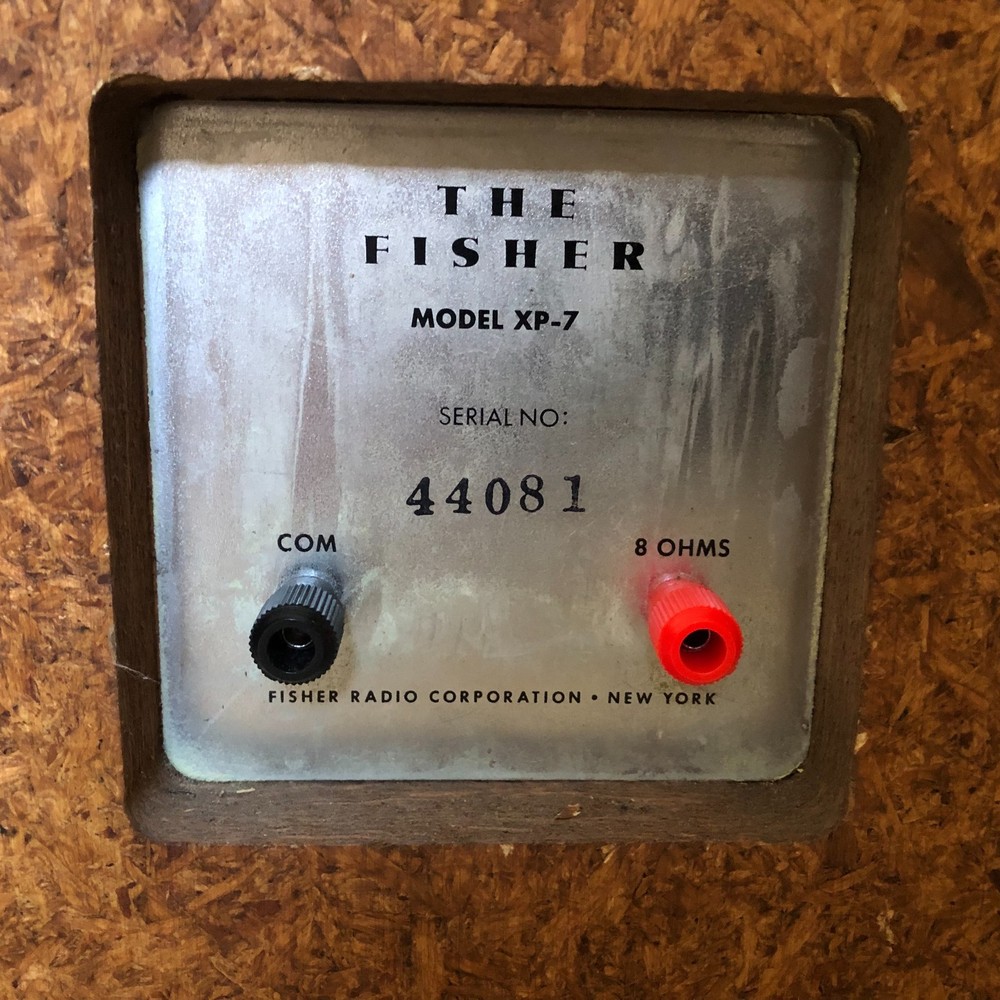 THE
FISHER
MODEL XP-7
SERIAL NO:
44081
COM
8 OHMS
FISHER RADIO CORPORATION • NEW YORK